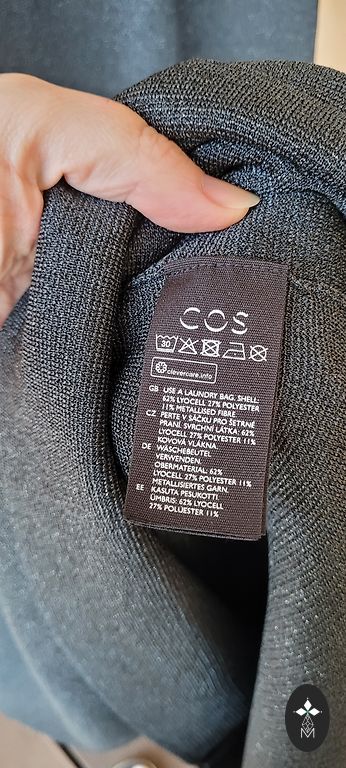 COS
30
clevercare.info
GB USE A LAUNDRY BAG. SHELL:
62% LYOCELL 27% POLYESTER
11% METALLISED FIBRE
CZ PERTE V SÁČKU PRO ŠETRNÉ
PRANÍ. SVRCHNÍ LÁTKA: 62%
LYOCELL 27% POLYESTER 11%
KOVOVÁ VLÁKNA.
DE WÄSCHEBEUTEL
VERWENDEN.
OBERMATERIAL: 62%
LYOCELL 27% POLYESTER 11%
METALLISIERTES GARN.
EE KASUTA PESUKOTTI.
ÜMBRIS: 62% LYOCELL
27% POLÜESTER 11%
M